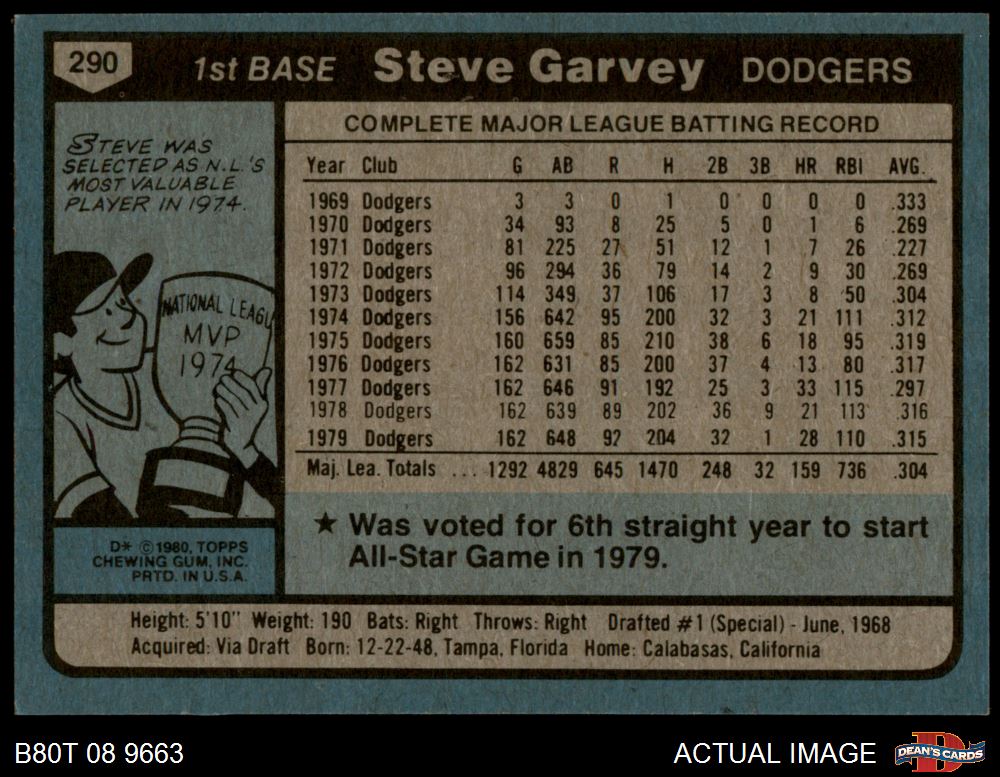 290 1st BASE Steve Garvey DODGERS
STEVE WAS
SELECTED AS N.L.'S
MOST VALUABLE
PLAYER IN 1974.
NATIONAL LEAGU
MVP
1974
D* ©1980, TOPPS
CHEWING GUM, INC.
PRTD. IN U.S.A.
COMPLETE MAJOR LEAGUE BATTING RECORD
Year Club G AB R H 2B 3B HR RBI AVG.
1969 Dodgers 3 3 0 1 0 0 0 0 .333
1970 Dodgers 34 93 8 25 5 0 1 6 .269
1971 Dodgers 81 225 27 51 12 1 7 26 .227
1972 Dodgers 96 294 36 79 14 2 9 30 .269
1973 Dodgers 114 349 37 106 17 3 8 50 .304
1974 Dodgers 156 642 95 200 32 3 21 111 .312
1975 Dodgers 160 659 85 210 38 6 18 95 .319
1976 Dodgers 162 631 85 200 37 4 13 80 .317
1977 Dodgers 162 646 91 192 25 3 33 115 .297
1978 Dodgers 162 639 89 202 36 9 21 113 .316
1979 Dodgers 162 648 92 204 32 1 28 110 .315
Maj. Lea. Totals ... 1292 4829 645 1470 248 32 159 736 .304
★ Was voted for 6th straight year to start
All-Star Game in 1979.
Height: 5'10" Weight: 190 Bats: Right Throws: Right Drafted #1 (Special) - June, 1968
Acquired: Via Draft Born: 12-22-48, Tampa, Florida Home: Calabasas, California
B80T 08 9663 ACTUAL IMAGE D DEAN'S CARDS